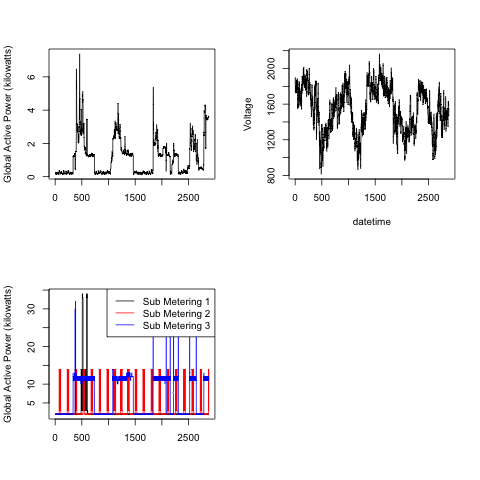 Global Active Power (kilowatts)
0 2 4 6
0 500 1500 2500
Voltage
800 1200 1600 2000
0 500 1500 2500
datetime
Global Active Power (kilowatts)
5 10 20 30
Sub Metering 1
Sub Metering 2
Sub Metering 3
0 500 1500 2500